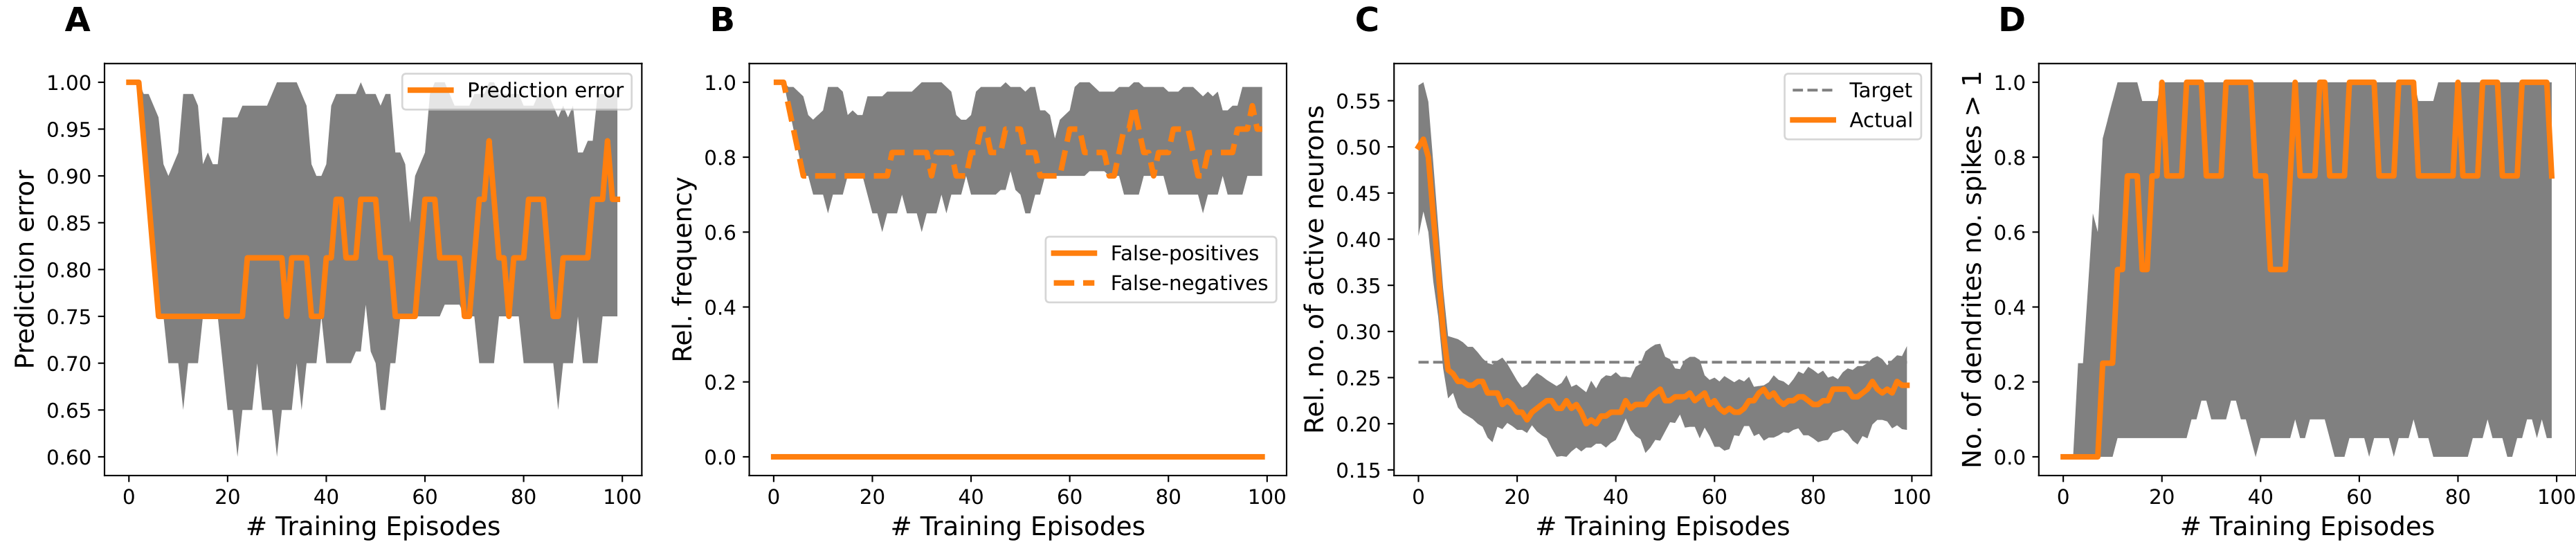 A
Prediction error
1.00
0.95
0.90
0.85
0.80
0.75
0.70
0.65
0.60
Prediction error
0 20 40 60 80 100
# Training Episodes
B
Rel. frequency
1.0
0.8
0.6
0.4
0.2
0.0
False-positives
False-negatives
0 20 40 60 80 100
# Training Episodes
C
Rel. no. of active neurons
0.55
0.50
0.45
0.40
0.35
0.30
0.25
0.20
0.15
Target
Actual
0 20 40 60 80 100
# Training Episodes
D
No. of dendrites no. spikes > 1
1.0
0.8
0.6
0.4
0.2
0.0
0 20 40 60 80 100
# Training Episodes